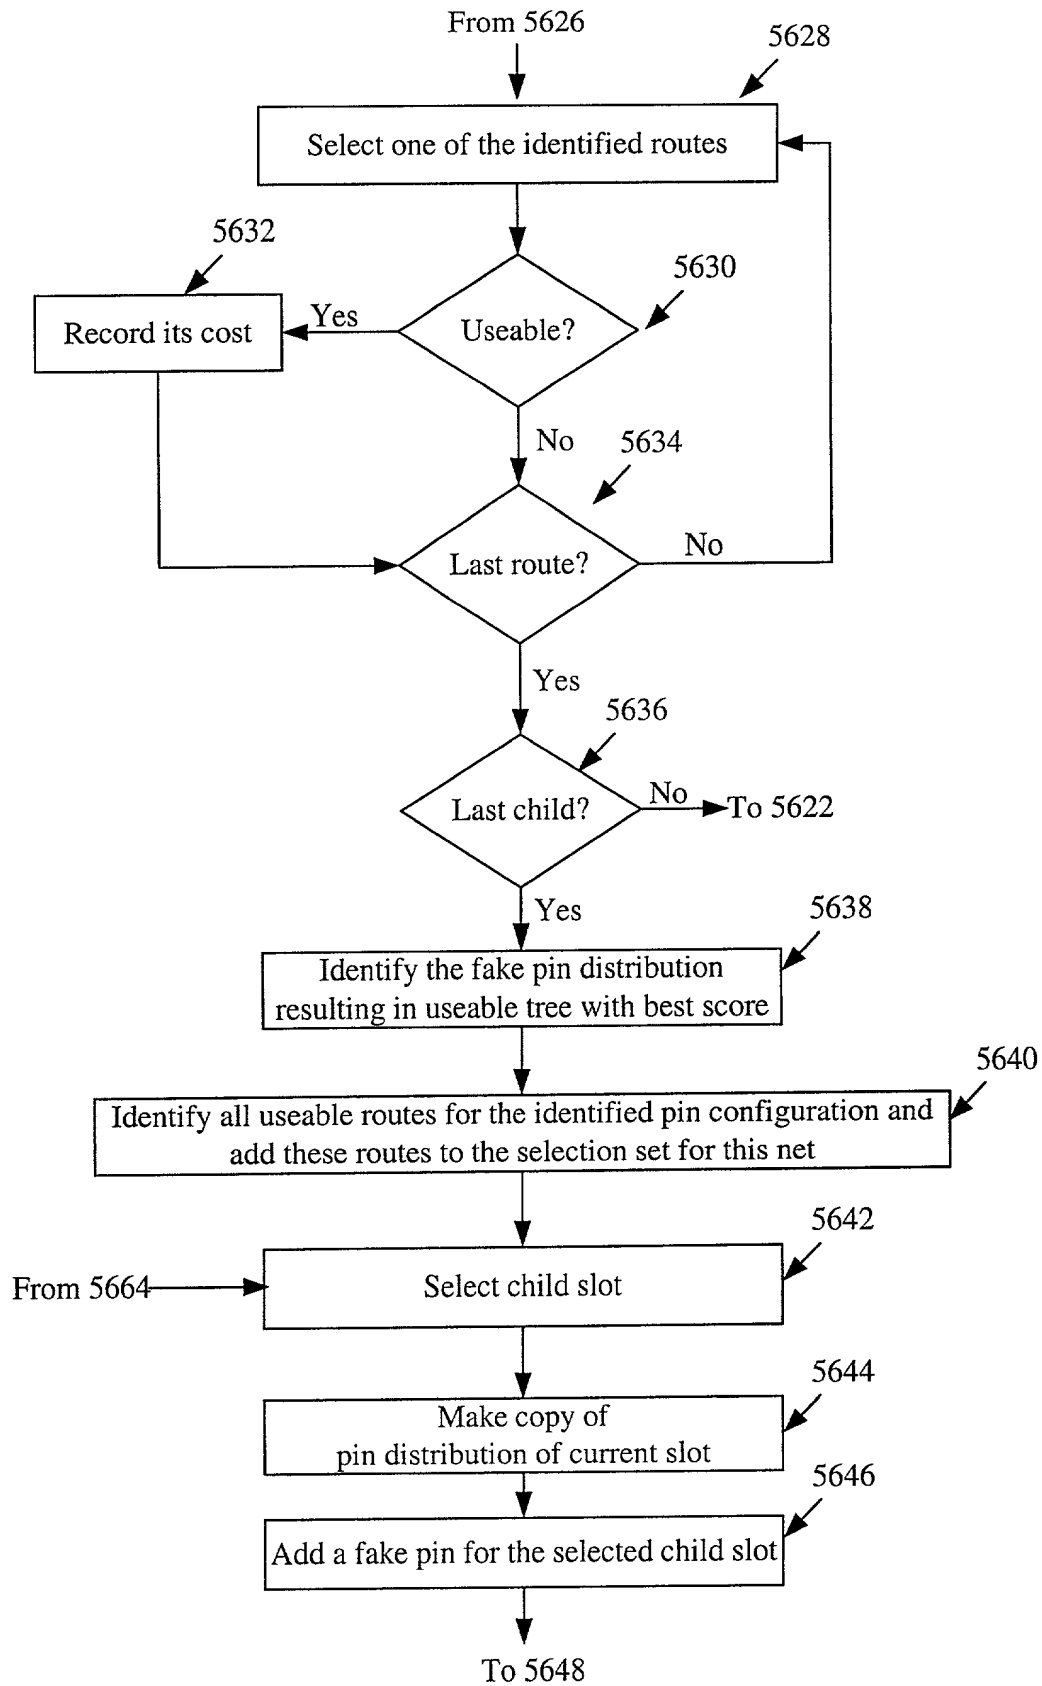 From 5626
5628
Select one of the identified routes
5632
5630
Record its cost
Yes
Useable?
No
5634
Last route?
No
Yes
5636
Last child?
No
To 5622
Yes
5638
Identify the fake pin distribution
resulting in useable tree with best score
5640
Identify all useable routes for the identified pin configuration and
add these routes to the selection set for this net
5642
From 5664
Select child slot
5644
Make copy of
pin distribution of current slot
5646
Add a fake pin for the selected child slot
To 5648